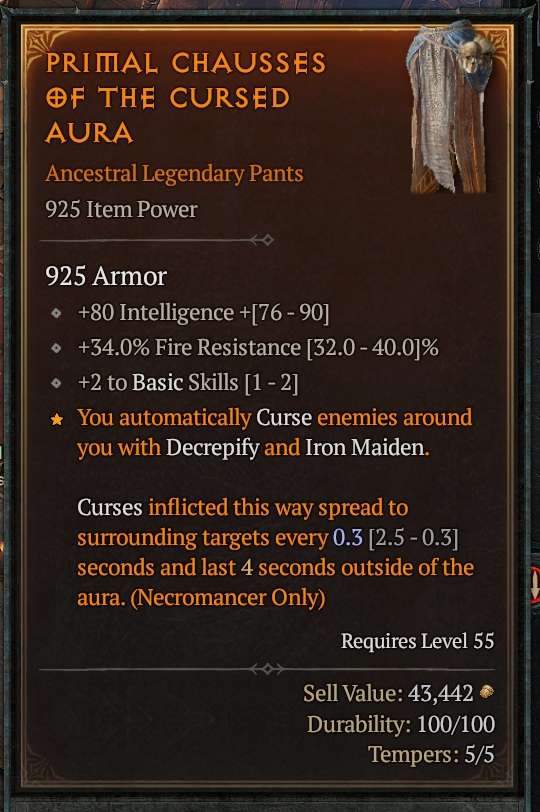 PRIMAL CHAUSSES
OF THE CURSED
AURA
Ancestral Legendary Pants
925 Item Power
925 Armor
+80 Intelligence +[76 - 90]
+34.0% Fire Resistance [32.0 - 40.0]%
+2 to Basic Skills [1 - 2]
You automatically Curse enemies around
you with Decrepify and Iron Maiden.
Curses inflicted this way spread to
surrounding targets every 0.3 [2.5 - 0.3]
seconds and last 4 seconds outside of the
aura. (Necromancer Only)
Requires Level 55
Sell Value: 43,442
Durability: 100/100
Tempers: 5/5